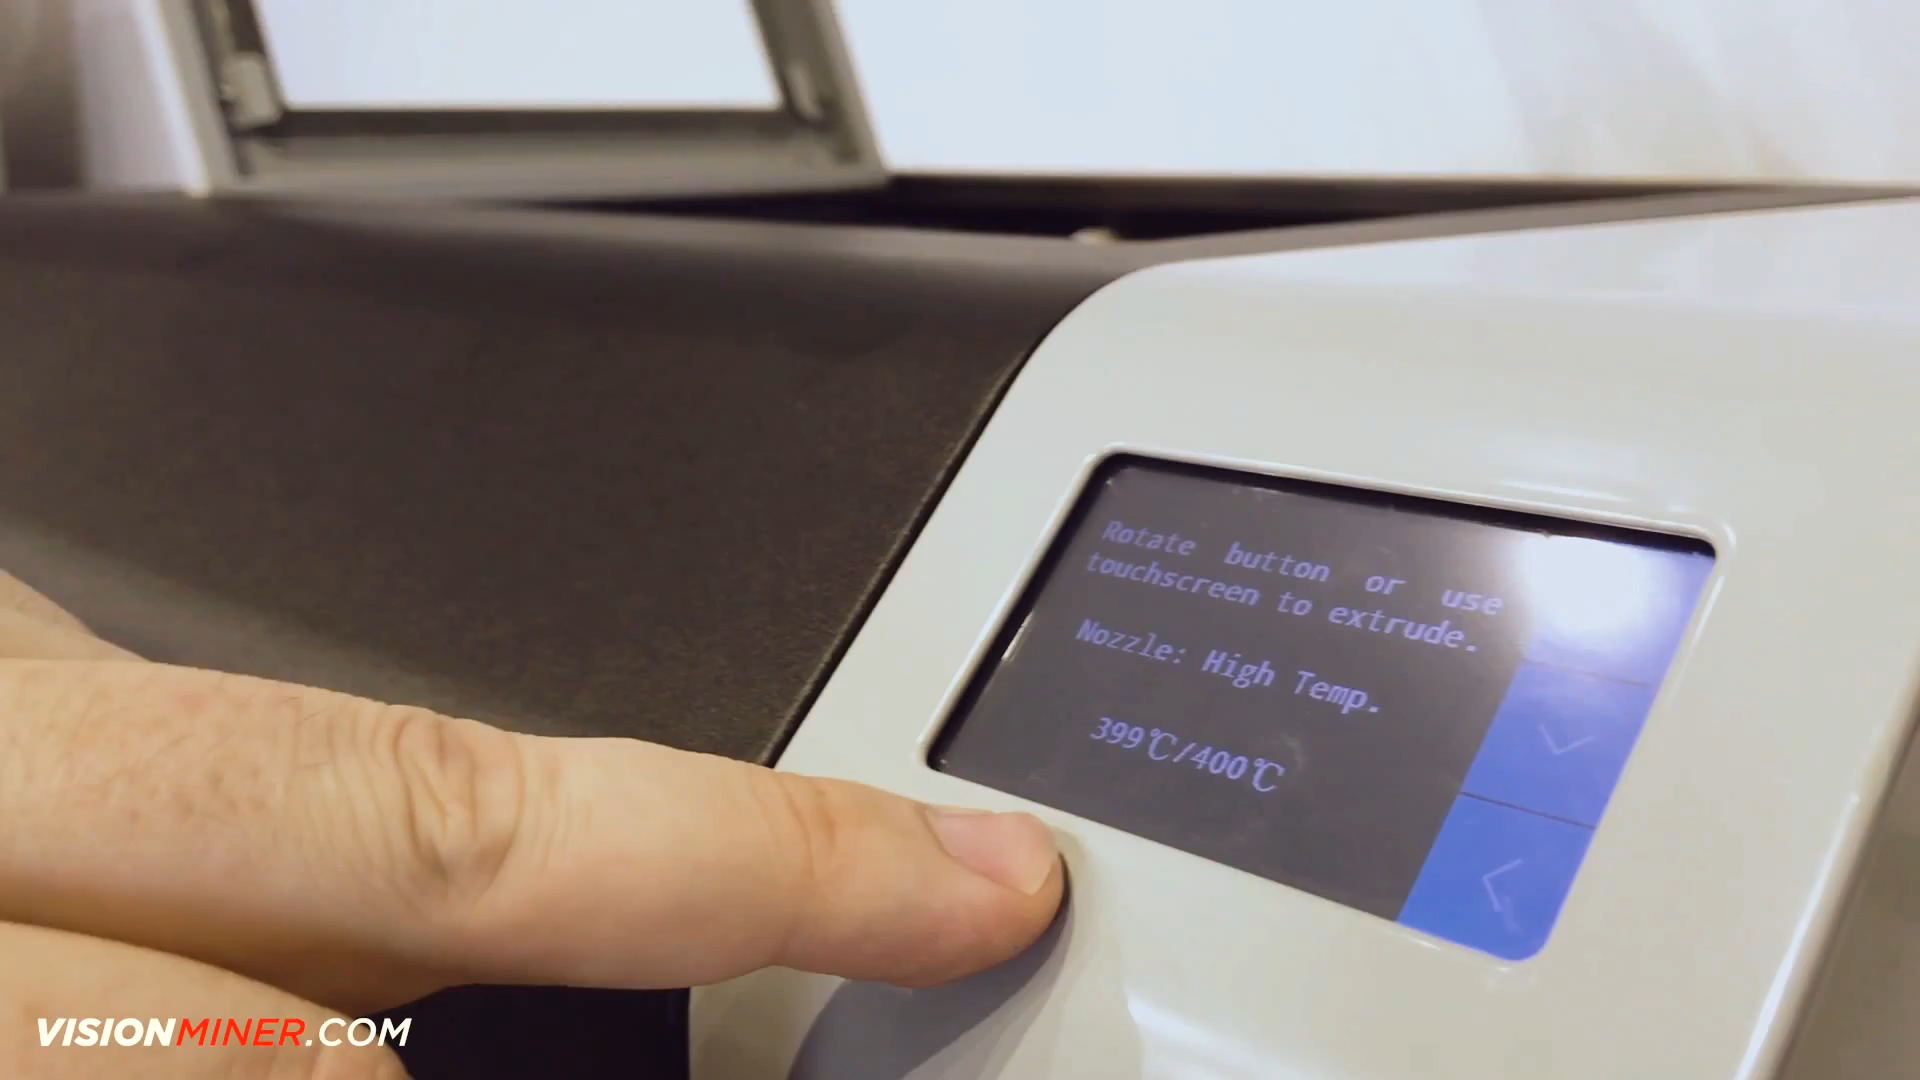 Rotate button or use
touchscreen to extrude.
Nozzle: High Temp.
399℃/400℃
VISIONMINER.COM